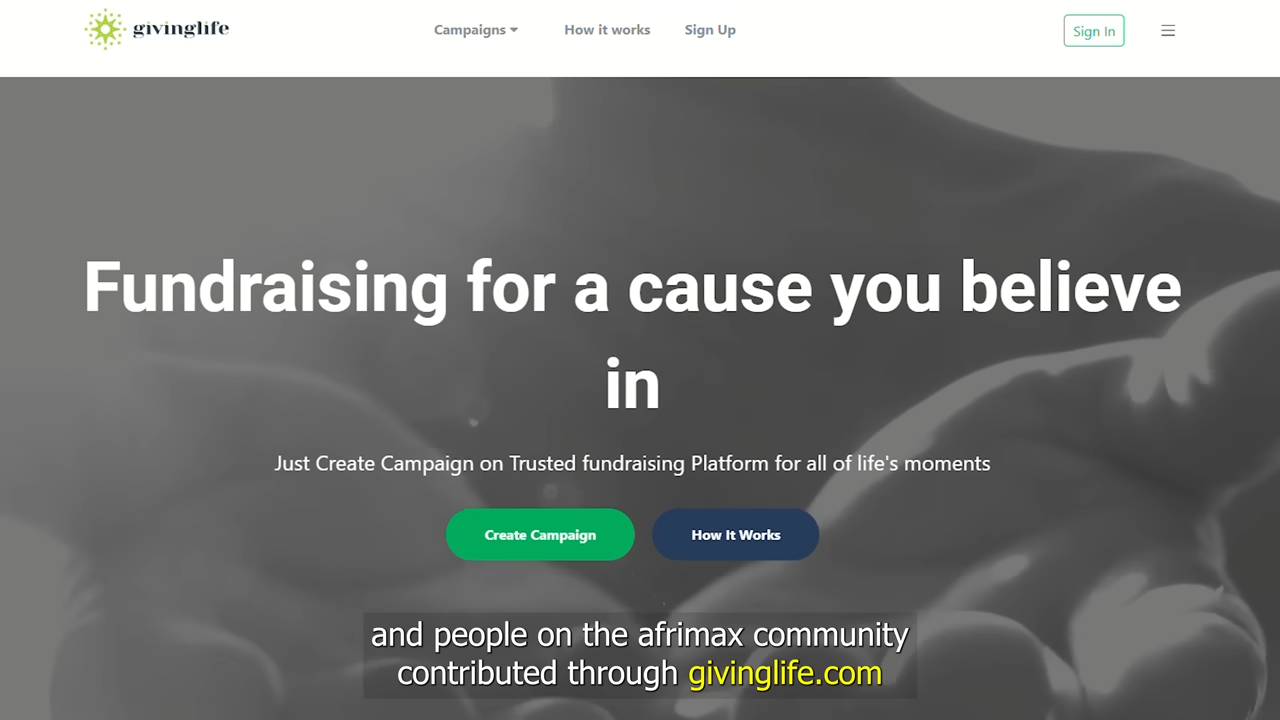 givinglife
Campaigns
How it works
Sign Up
Sign In
Fundraising for a cause you believe
in
Just Create Campaign on Trusted fundraising Platform for all of life's moments
Create Campaign
How It Works
and people on the afrimax community
contributed through givinglife.com